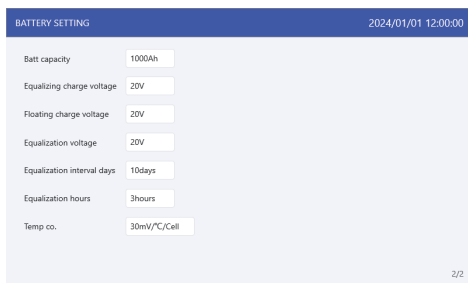 BATTERY SETTING 2024/01/01 12:00:00
Batt capacity 1000Ah
Equalizing charge voltage 20V
Floating charge voltage 20V
Equalization voltage 20V
Equalization interval days 10days
Equalization hours 3hours
Temp co. 30mV/℃/Cell
2/2